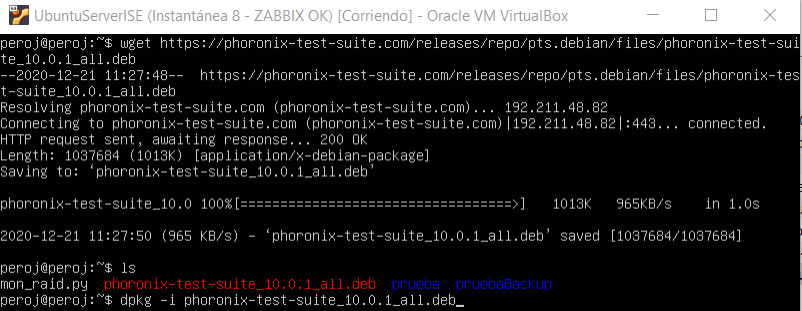 UbuntuServerISE (Instantánea 8 - ZABBIX OK) [Corriendo] - Oracle VM VirtualBox
peroj@peroj:~$ wget https://phoronix-test-suite.com/releases/repo/pts.debian/files/phoronix-test-sui
te_10.0.1_all.deb
--2020-12-21 11:27:48--  https://phoronix-test-suite.com/releases/repo/pts.debian/files/phoronix-tes
t-suite_10.0.1_all.deb
Resolving phoronix-test-suite.com (phoronix-test-suite.com)... 192.211.48.82
Connecting to phoronix-test-suite.com (phoronix-test-suite.com)|192.211.48.82|:443... connected.
HTTP request sent, awaiting response... 200 OK
Length: 1037684 (1013K) [application/x-debian-package]
Saving to: ‘phoronix-test-suite_10.0.1_all.deb’
phoronix-test-suite_10.0 100%[==================================>]   1013K   965KB/s    in 1.0s
2020-12-21 11:27:50 (965 KB/s) - ‘phoronix-test-suite_10.0.1_all.deb’ saved [1037684/1037684]
peroj@peroj:~$ ls
mon_raid.py  phoronix-test-suite_10.0.1_all.deb  prueba  pruebaBackup
peroj@peroj:~$ dpkg -i phoronix-test-suite_10.0.1_all.deb_